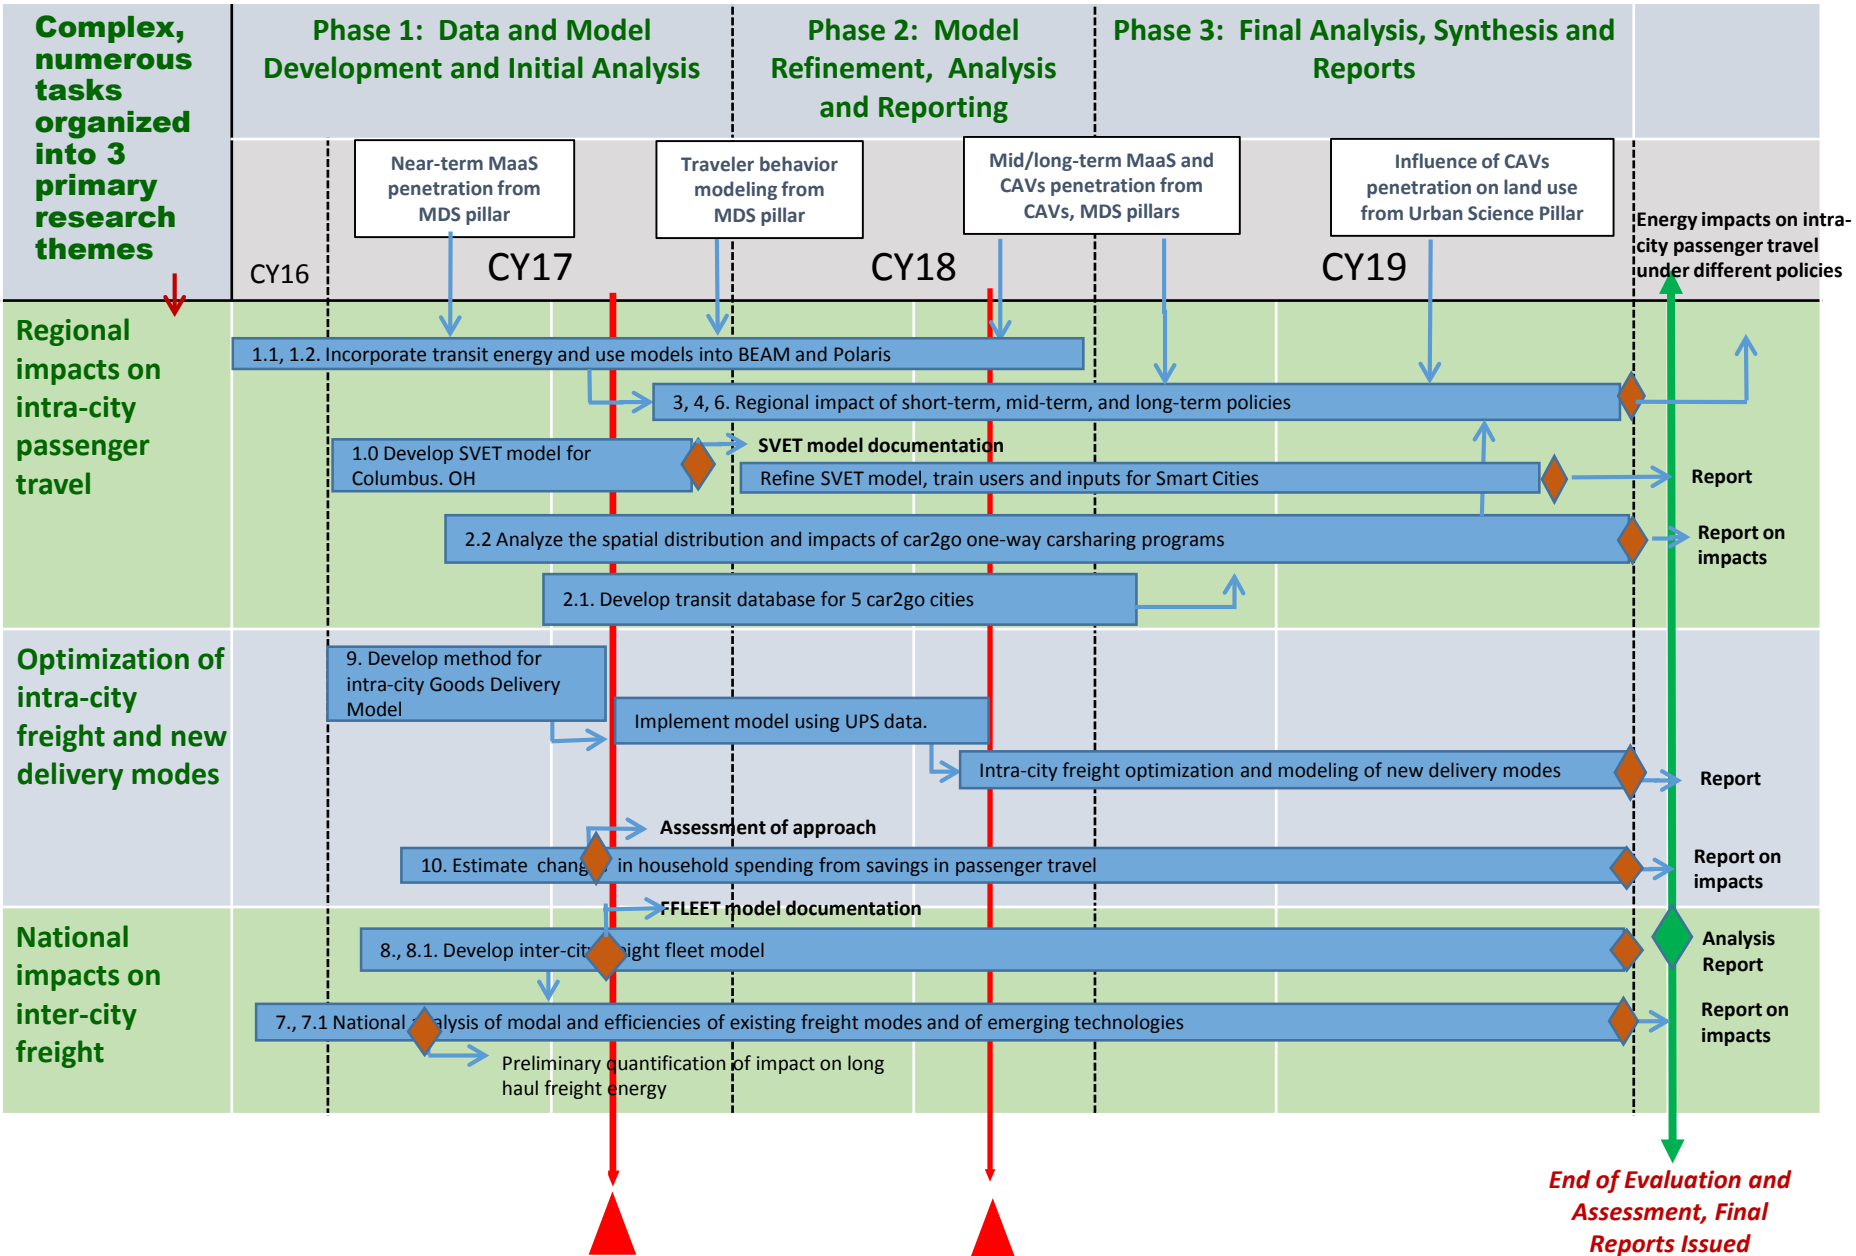 Complex,
numerous
tasks
organized
into 3
primary
research
themes
Phase 1: Data and Model
Development and Initial Analysis
Phase 2: Model
Refinement, Analysis
and Reporting
Phase 3: Final Analysis, Synthesis and
Reports
Near-term MaaS
penetration from
MDS pillar
Traveler behavior
modeling from
MDS pillar
Mid/long-term MaaS and
CAVs penetration from
CAVs, MDS pillars
Influence of CAVs
penetration on land use
from Urban Science Pillar
Energy impacts on intra-
city passenger travel
under different policies
CY16
CY17
CY18
CY19
Regional
impacts on
intra-city
passenger
travel
1.1, 1.2. Incorporate transit energy and use models into BEAM and Polaris
3, 4, 6. Regional impact of short-term, mid-term, and long-term policies
1.0 Develop SVET model for
Columbus. OH
SVET model documentation
Refine SVET model, train users and inputs for Smart Cities
Report
2.2 Analyze the spatial distribution and impacts of car2go one-way carsharing programs
Report on
impacts
2.1. Develop transit database for 5 car2go cities
Optimization of
intra-city
freight and new
delivery modes
9. Develop method for
intra-city Goods Delivery
Model
Implement model using UPS data.
Intra-city freight optimization and modeling of new delivery modes
Report
Assessment of approach
10. Estimate change in household spending from savings in passenger travel
Report on
impacts
National
impacts on
inter-city
freight
FFLEET model documentation
8., 8.1. Develop inter-city freight fleet model
Analysis
Report
7., 7.1 National analysis of modal and efficiencies of existing freight modes and of emerging technologies
Report on
impacts
Preliminary quantification of impact on long
haul freight energy
End of Evaluation and
Assessment, Final
Reports Issued